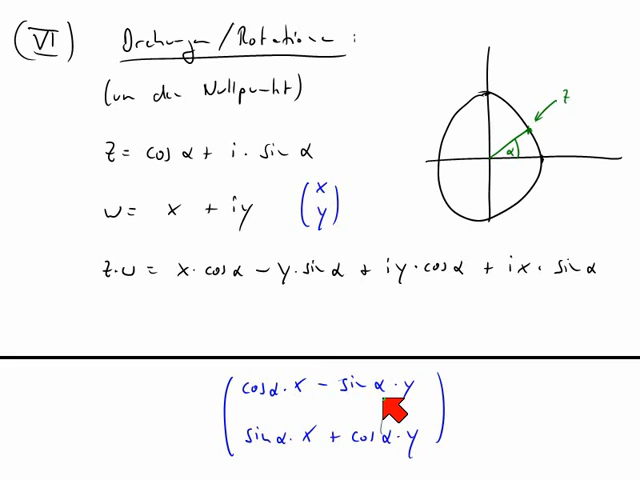 (VI) Drehungen/Rotationen:
(um den Nullpunkt)
z
α
z = cos α + i · sin α
w = x + iy (x y)
z·w = x · cos α − y · sin α + iy · cos α + ix · sin α
cos α · x − sin α · y
sin α · x + cos α · y